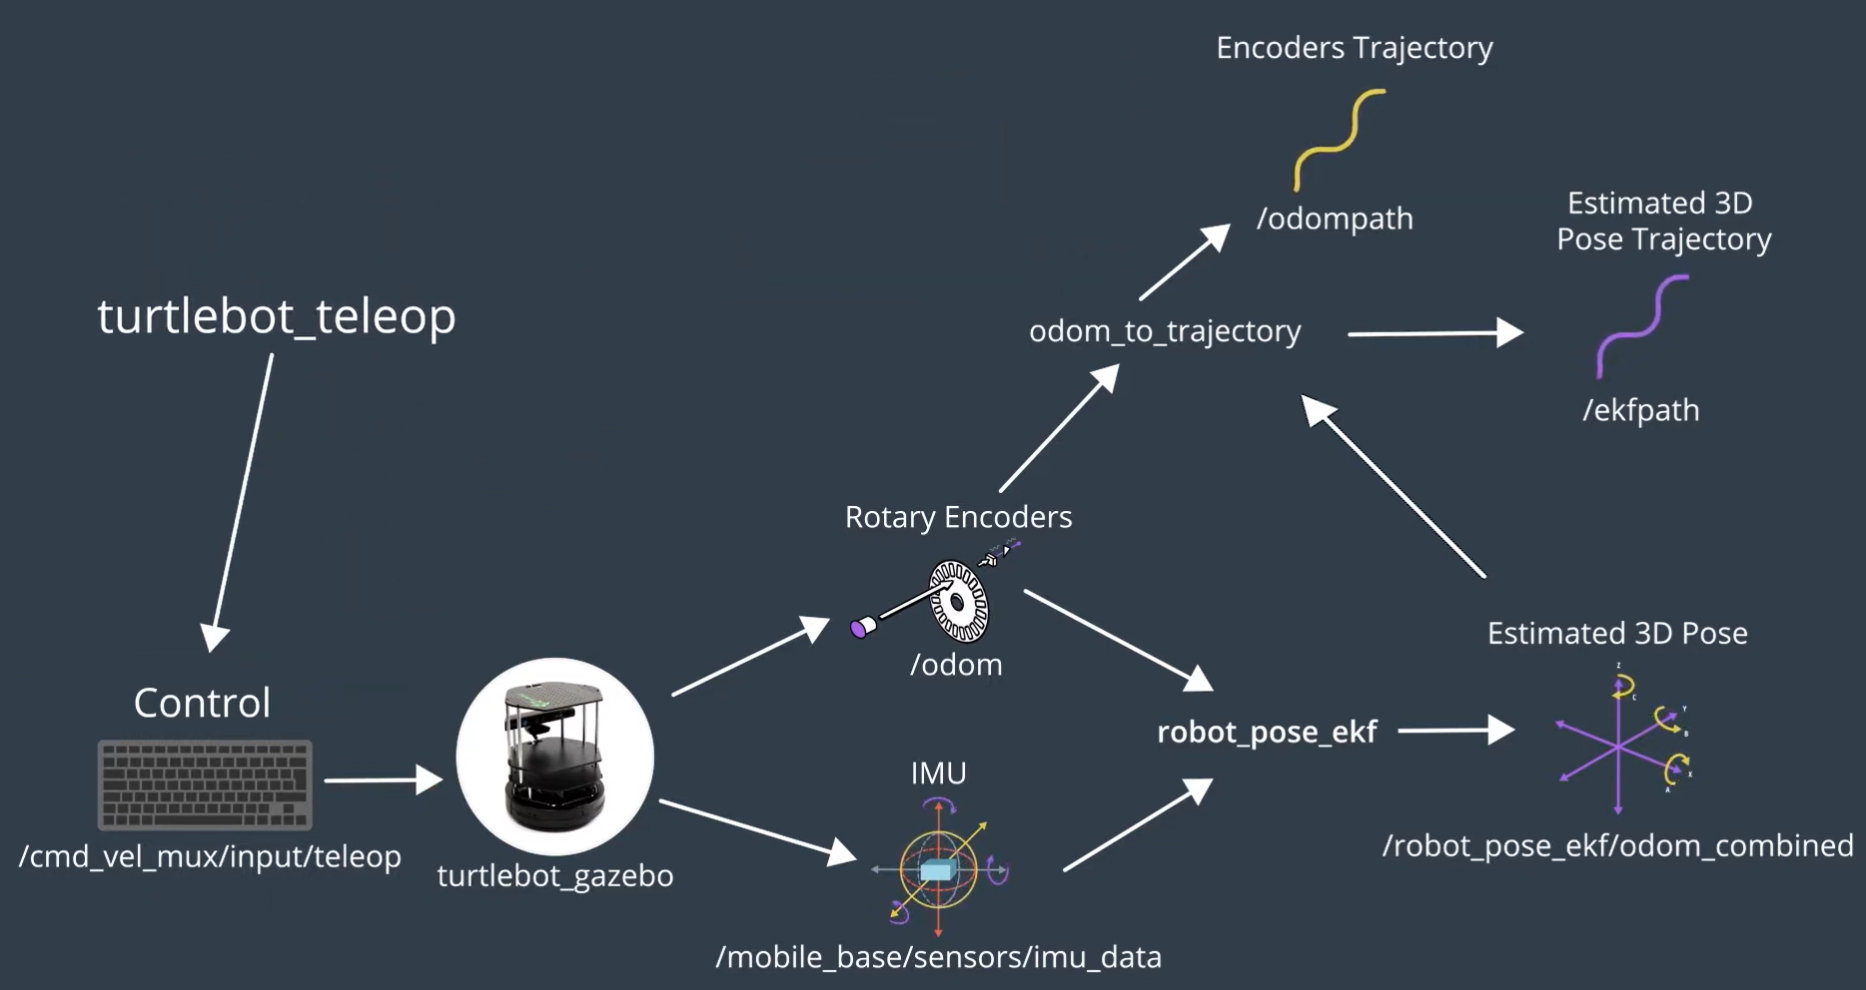 Encoders Trajectory
/odompath
Estimated 3D
Pose Trajectory
/ekfpath
turtlebot_teleop
odom_to_trajectory
Rotary Encoders
/odom
Estimated 3D Pose
Z
C
Y
B
X
A
/robot_pose_ekf/odom_combined
Control
/cmd_vel_mux/input/teleop
turtlebot_gazebo
robot_pose_ekf
IMU
/mobile_base/sensors/imu_data